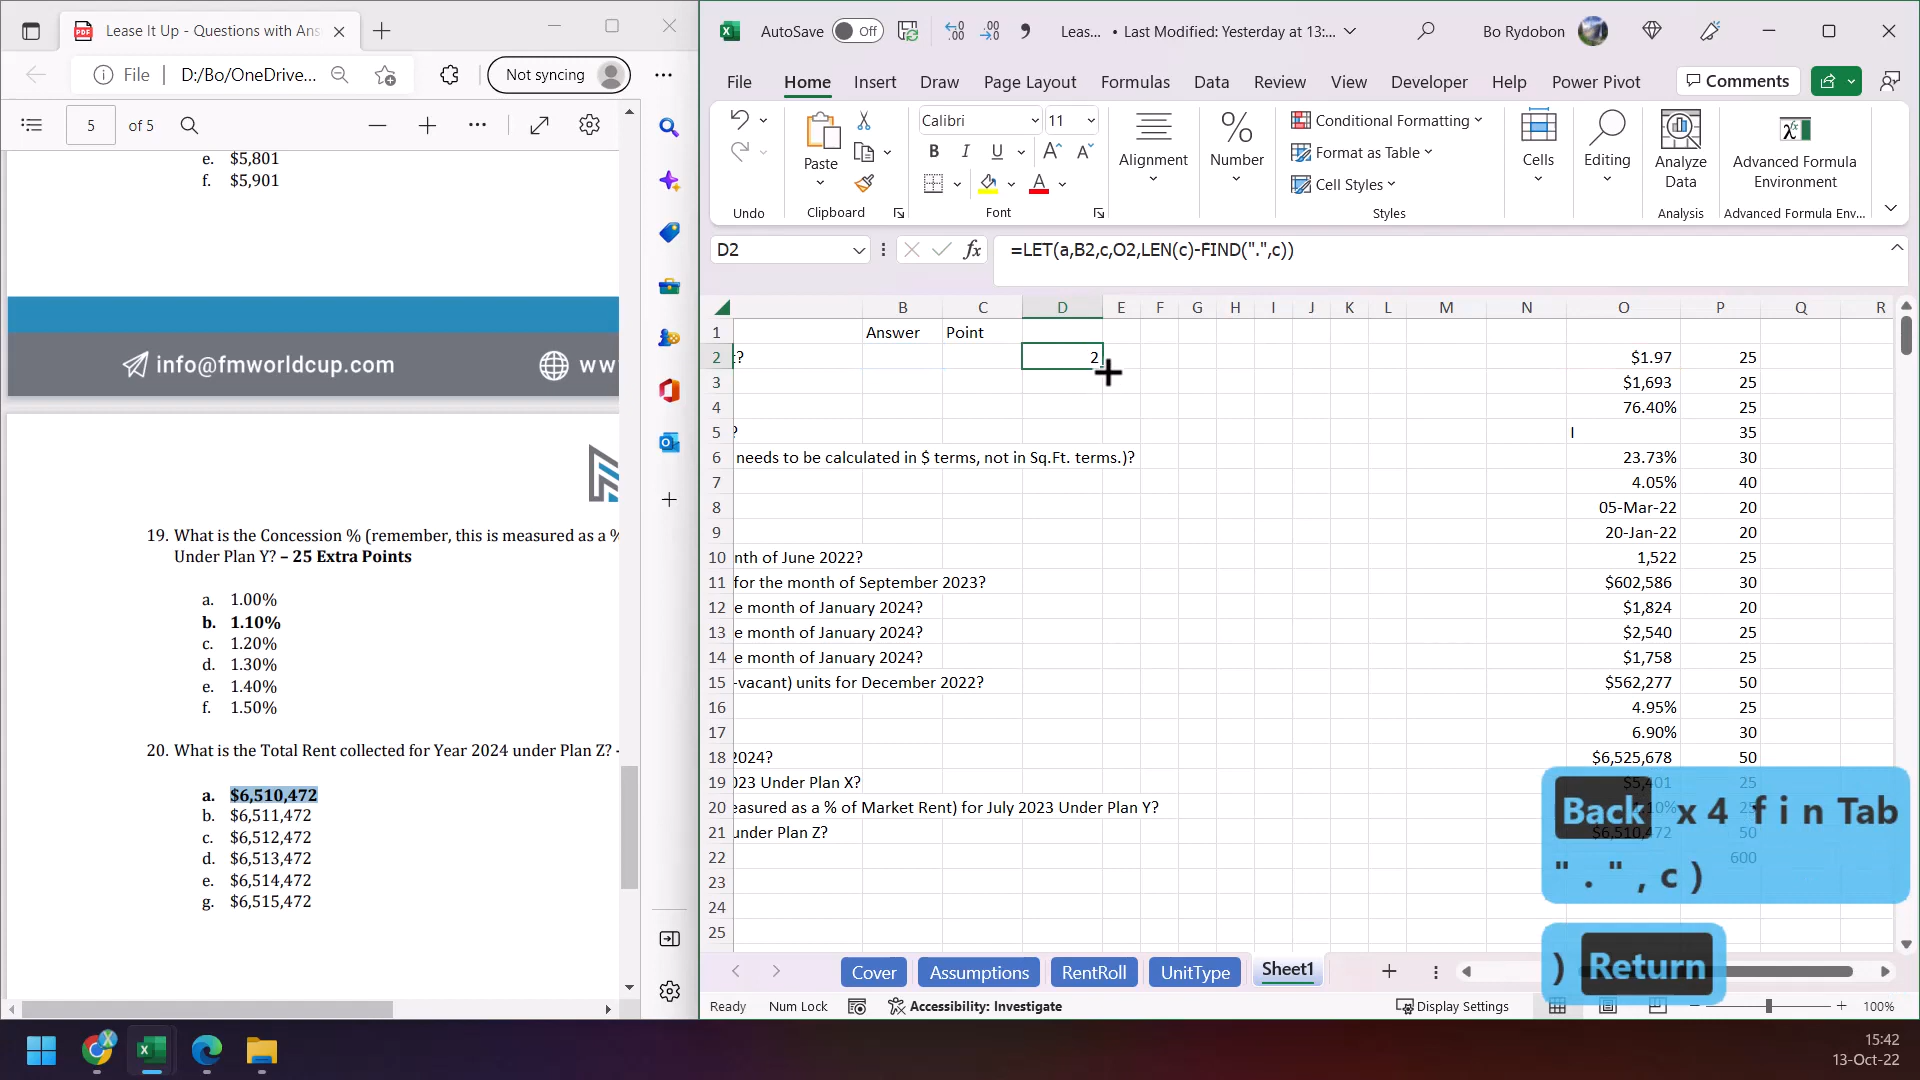 Lease It Up - Questions with Ans
File
D:/Bo/OneDrive...
Not syncing
5
of 5
e. $5,801
f. $5,901
info@fmworldcup.com
ww
19. What is the Concession % (remember, this is measured as a %
Under Plan Y? – 25 Extra Points
a. 1.00%
b. 1.10%
c. 1.20%
d. 1.30%
e. 1.40%
f. 1.50%
20. What is the Total Rent collected for Year 2024 under Plan Z? -
a. $6,510,472
b. $6,511,472
c. $6,512,472
d. $6,513,472
e. $6,514,472
g. $6,515,472
AutoSave Off
Leas... • Last Modified: Yesterday at 13:...
Bo Rydobon
File Home Insert Draw Page Layout Formulas Data Review View Developer Help Power Pivot
Comments
Undo
Paste
Clipboard
Calibri 11
B I U
Font
Alignment
%
Number
Conditional Formatting
Format as Table
Cell Styles
Styles
Cells
Editing
Analyze Data
Analysis
Advanced Formula Environment
Advanced Formula Env...
D2
fx
=LET(a,B2,c,O2,LEN(c)-FIND(".",c))
B C D E F G H I J K L M N O P Q R
1 Answer Point
2 t? 2 $1.97 25
3 $1,693 25
4 76.40% 25
5 ? I 35
6 needs to be calculated in $ terms, not in Sq.Ft. terms.)? 23.73% 30
7 4.05% 40
8 05-Mar-22 20
9 20-Jan-22 20
10 nth of June 2022? 1,522 25
11 for the month of September 2023? $602,586 30
12 e month of January 2024? $1,824 20
13 e month of January 2024? $2,540 25
14 e month of January 2024? $1,758 25
15 -vacant) units for December 2022? $562,277 50
16 4.95% 25
17 6.90% 30
18 2024? $6,525,678 50
19 023 Under Plan X? $5,401 25
20 easured as a % of Market Rent) for July 2023 Under Plan Y? 10% 25
21 under Plan Z? $6,510,472 50
22 600
23
24
25
Back x 4 f i n Tab
" . " , c )
) Return
Cover Assumptions RentRoll UnitType Sheet1
Ready Num Lock Accessibility: Investigate Display Settings 100%
15:42
13-Oct-22